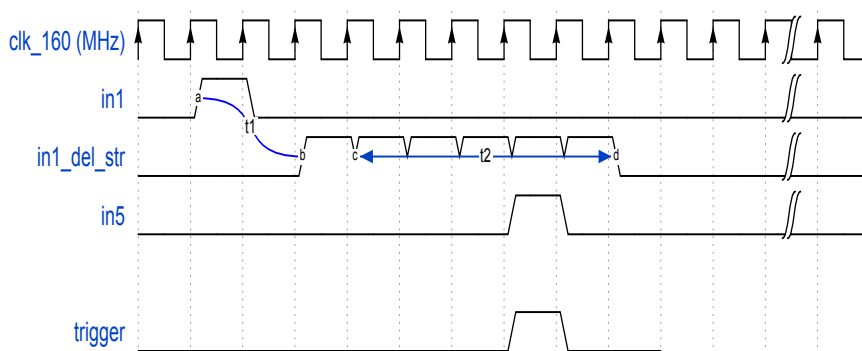 clk_160 (MHz)
in1
a
t1
in1_del_str
b
c
t2
d
in5
trigger